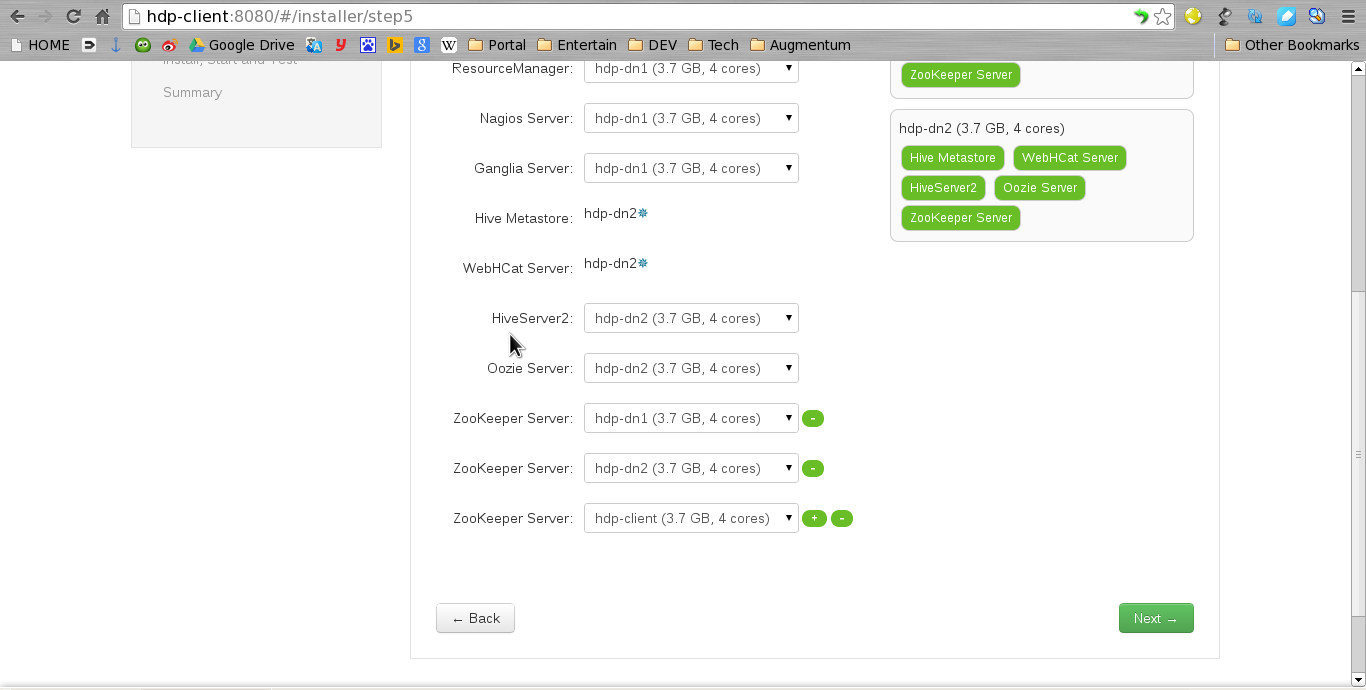 hdp-client:8080/#/installer/step5
HOME Google Drive Portal Entertain DEV Tech Augmentum Other Bookmarks
Install, Start and Test
Summary
ResourceManager: hdp-dn1 (3.7 GB, 4 cores)
Nagios Server: hdp-dn1 (3.7 GB, 4 cores)
Ganglia Server: hdp-dn1 (3.7 GB, 4 cores)
Hive Metastore: hdp-dn2
WebHCat Server: hdp-dn2
HiveServer2: hdp-dn2 (3.7 GB, 4 cores)
Oozie Server: hdp-dn2 (3.7 GB, 4 cores)
ZooKeeper Server: hdp-dn1 (3.7 GB, 4 cores) -
ZooKeeper Server: hdp-dn2 (3.7 GB, 4 cores) -
ZooKeeper Server: hdp-client (3.7 GB, 4 cores) + -
ZooKeeper Server
hdp-dn2 (3.7 GB, 4 cores)
Hive Metastore WebHCat Server
HiveServer2 Oozie Server
ZooKeeper Server
← Back Next →